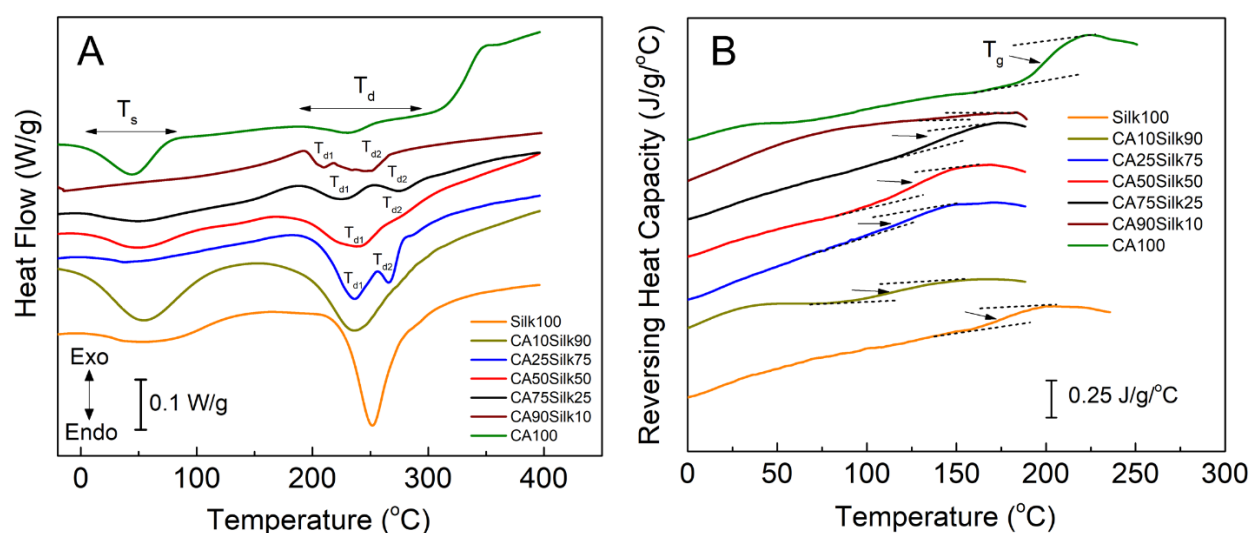 A
Heat Flow (W/g)
Ts
Td
Td1
Td2
Td1
Td2
Td2
Td1
Td2
Td1
Exo
Endo
0.1 W/g
Silk100
CA10Silk90
CA25Silk75
CA50Silk50
CA75Silk25
CA90Silk10
CA100
0 100 200 300 400
Temperature (°C)
B
Reversing Heat Capacity (J/g/°C)
Tg
Silk100
CA10Silk90
CA25Silk75
CA50Silk50
CA75Silk25
CA90Silk10
CA100
0.25 J/g/°C
0 50 100 150 200 250 300
Temperature (°C)